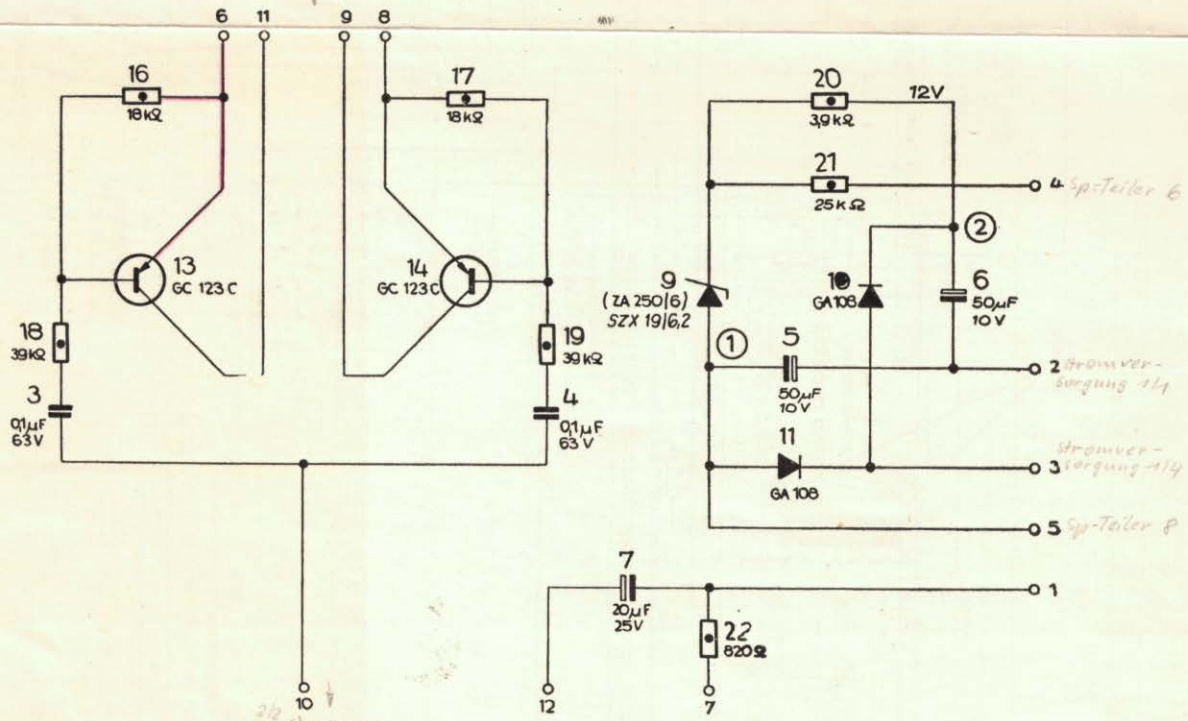 6 11 9 8
16
18kΩ
17
18kΩ
20
3,9kΩ
12V
21
25kΩ
4 Sp-Teiler 6
13
GC 123 C
14
GC 123 C
9
(ZA 250/6)
SZX 19/6,2
10
GA 108
2
6
50µF
10V
18
39kΩ
19
39kΩ
1
5
50µF
10V
2 Stromver-
sorgung 1/1
3
0,1µF
63V
4
0,1µF
63V
11
GA 108
3 Stromver-
sorgung 1/4
5 Sp-Teiler 8
7
20µF
25V
1
22
820Ω
10
12
7
2/2